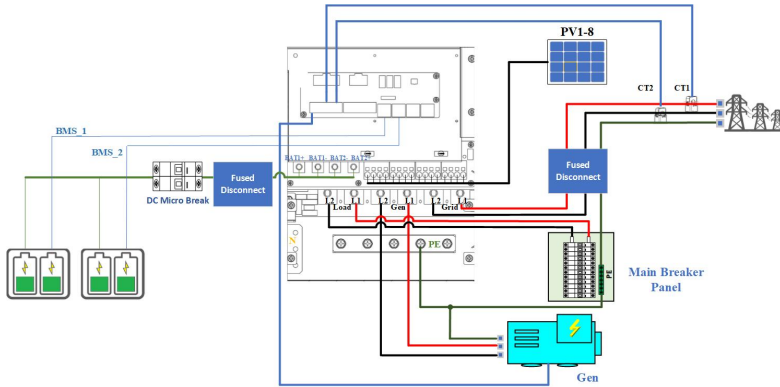 PV1-8
CT2
CT1
BMS_1
BMS_2
BAT1+
BAT1-
BAT2-
BAT2+
DC Micro Break
Fused
Disconnect
Fused
Disconnect
L2
L1
L2
L1
L2
L1
Load
Gen
Grid
N
PE
PE
Main Breaker
Panel
Gen